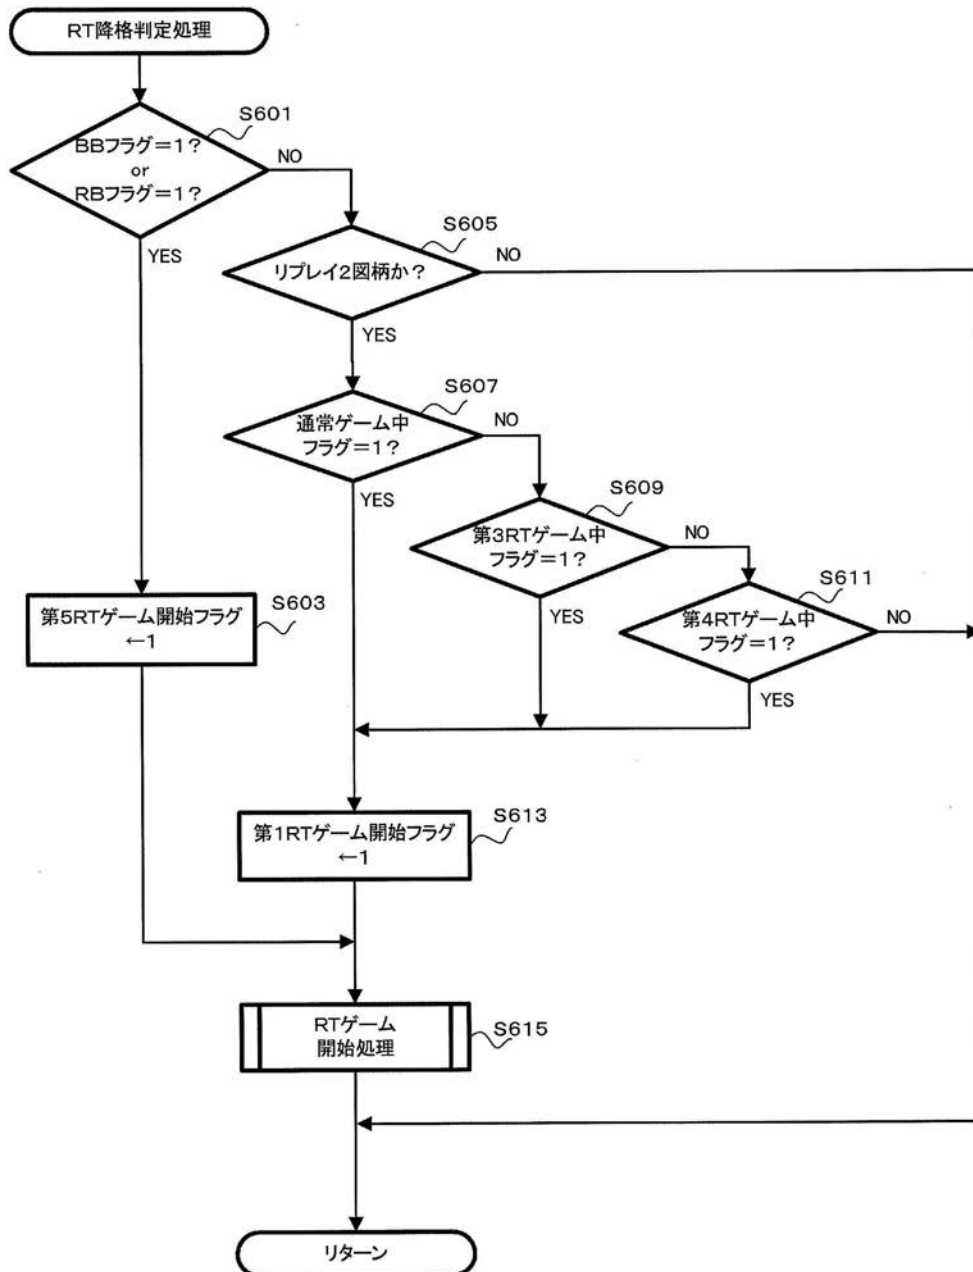 RT降格判定処理
S601
BBフラグ=1?
or
RBフラグ=1?
NO
YES
S605
リプレイ2図柄か?
NO
YES
S607
通常ゲーム中
フラグ=1?
NO
YES
S609
第3RTゲーム中
フラグ=1?
NO
YES
S611
第4RTゲーム中
フラグ=1?
NO
YES
S603
第5RTゲーム開始フラグ
←1
S613
第1RTゲーム開始フラグ
←1
S615
RTゲーム
開始処理
リターン